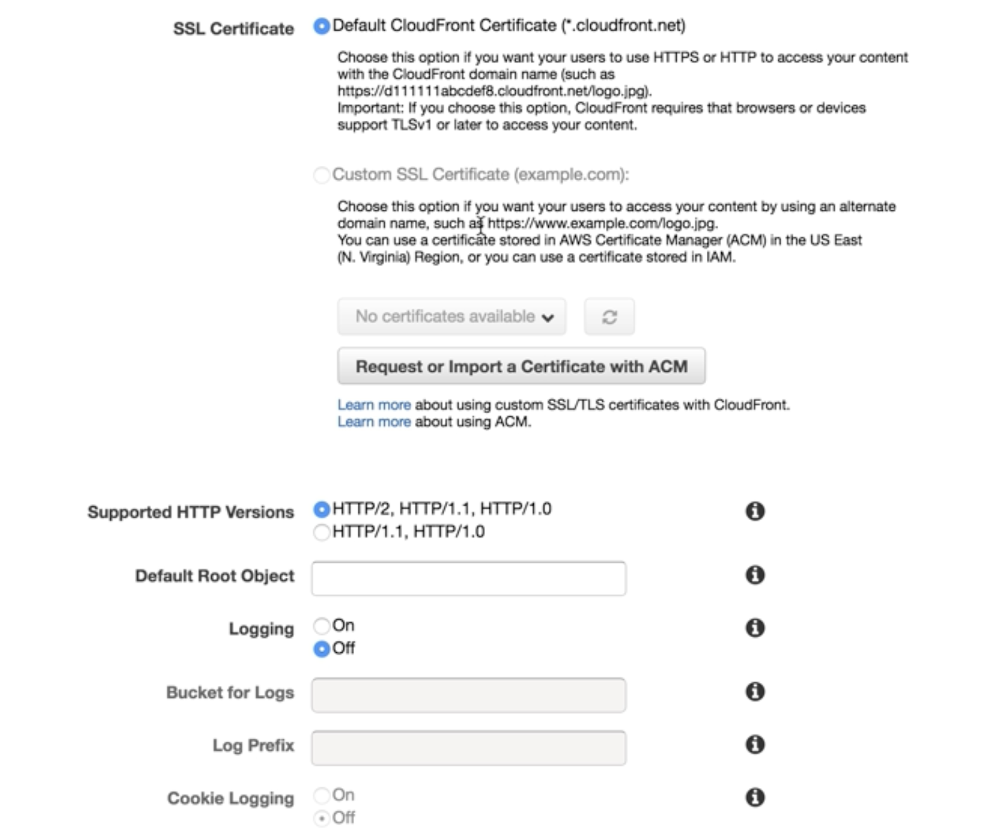 SSL Certificate
Default CloudFront Certificate (*.cloudfront.net)
Choose this option if you want your users to use HTTPS or HTTP to access your content
with the CloudFront domain name (such as
https://d111111abcdef8.cloudfront.net/logo.jpg).
Important: If you choose this option, CloudFront requires that browsers or devices
support TLSv1 or later to access your content.
Custom SSL Certificate (example.com):
Choose this option if you want your users to access your content by using an alternate
domain name, such as https://www.example.com/logo.jpg.
You can use a certificate stored in AWS Certificate Manager (ACM) in the US East
(N. Virginia) Region, or you can use a certificate stored in IAM.
No certificates available
Request or Import a Certificate with ACM
Learn more about using custom SSL/TLS certificates with CloudFront.
Learn more about using ACM.
Supported HTTP Versions
HTTP/2, HTTP/1.1, HTTP/1.0
HTTP/1.1, HTTP/1.0
Default Root Object
Logging
On
Off
Bucket for Logs
Log Prefix
Cookie Logging
On
Off